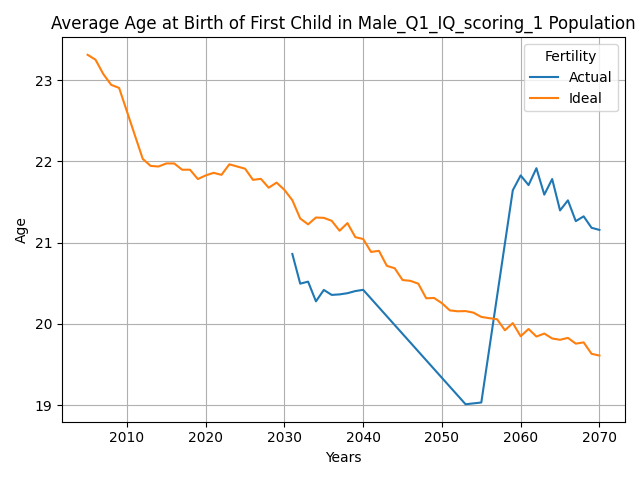 Average Age at Birth of First Child in Male_Q1_IQ_scoring_1 Population
Fertility
Actual
Ideal
23
22
21
20
19
Age
2010 2020 2030 2040 2050 2060 2070
Years